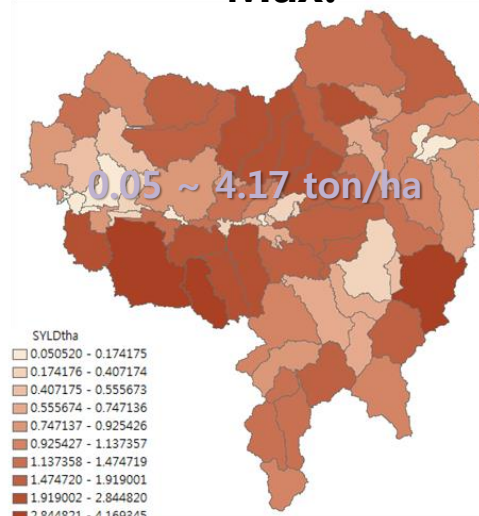 Max.
0.05 ~ 4.17 ton/ha
SYLDtha
0.050520 - 0.174175
0.174176 - 0.407174
0.407175 - 0.555673
0.555674 - 0.747136
0.747137 - 0.925426
0.925427 - 1.137357
1.137358 - 1.474719
1.474720 - 1.919001
1.919002 - 2.844820
2.844821 - 4.169345